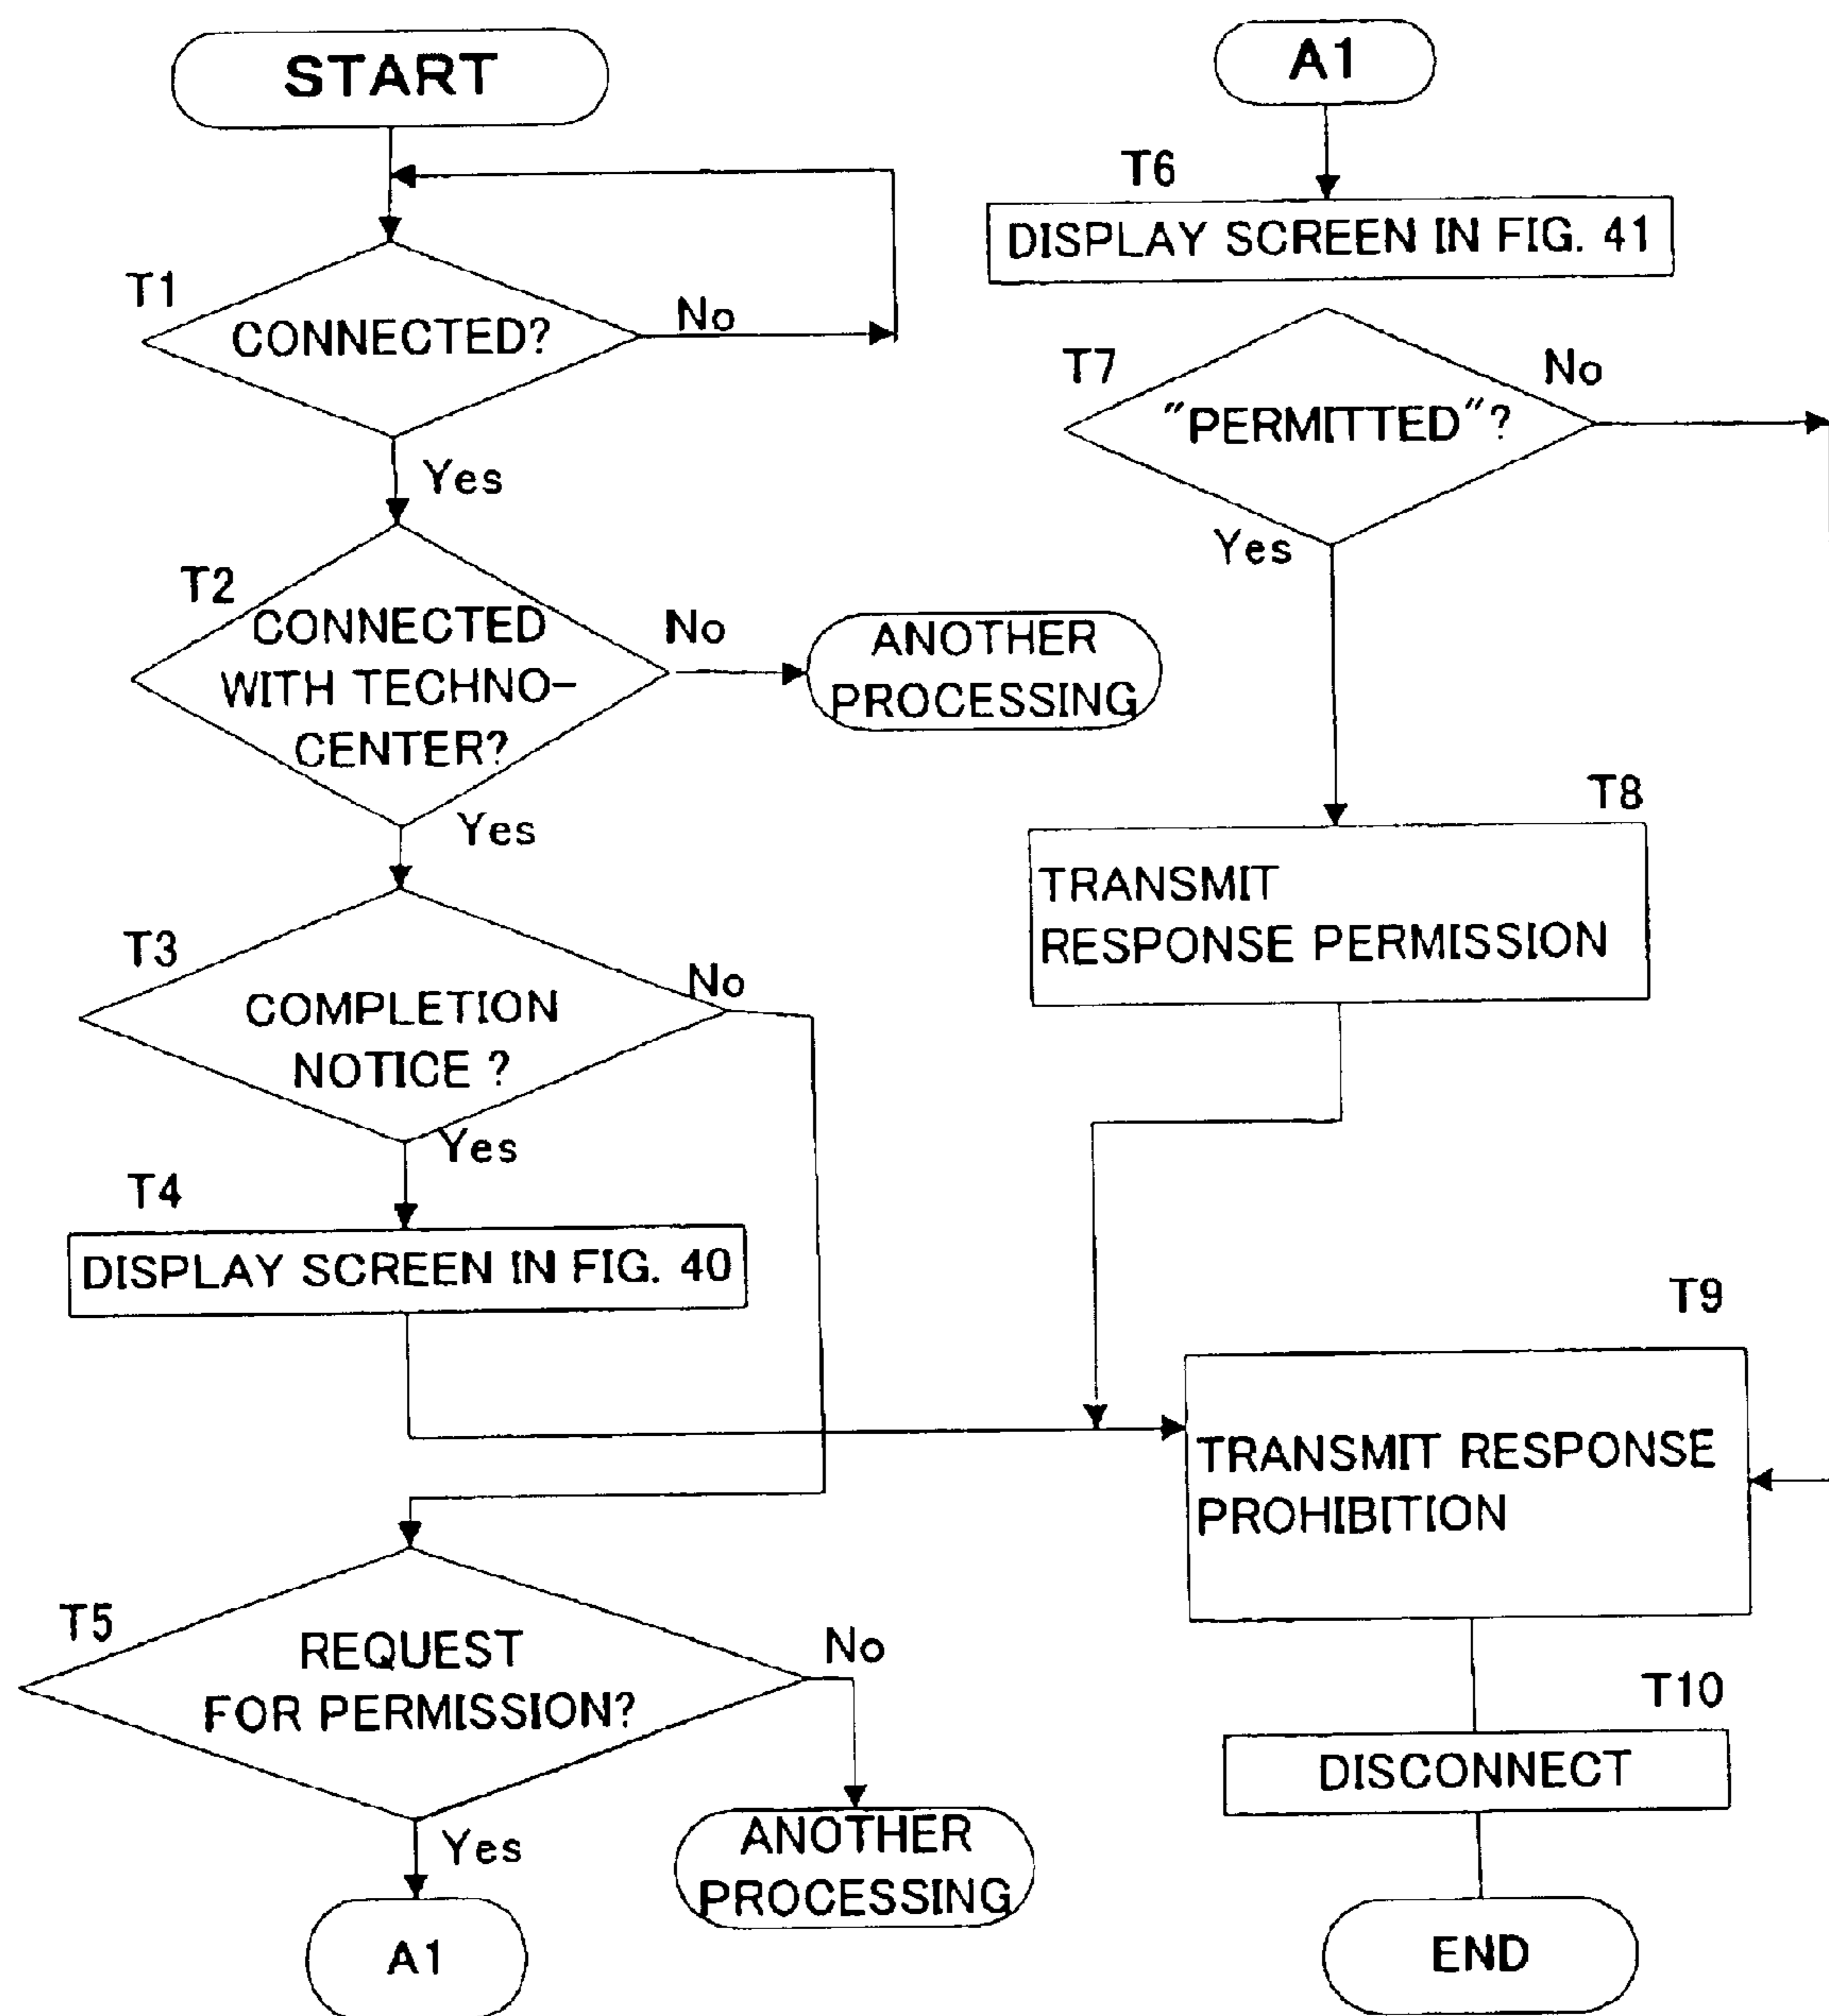 START
T1
CONNECTED?
No
Yes
T2
CONNECTED
WITH TECHNO-
CENTER?
No
ANOTHER
PROCESSING
Yes
T3
COMPLETION
NOTICE ?
No
Yes
T4
DISPLAY SCREEN IN FIG. 40
T5
REQUEST
FOR PERMISSION?
No
ANOTHER
PROCESSING
Yes
A1
A1
T6
DISPLAY SCREEN IN FIG. 41
T7
"PERMITTED"?
No
Yes
T8
TRANSMIT
RESPONSE PERMISSION
T9
TRANSMIT RESPONSE
PROHIBITION
T10
DISCONNECT
END